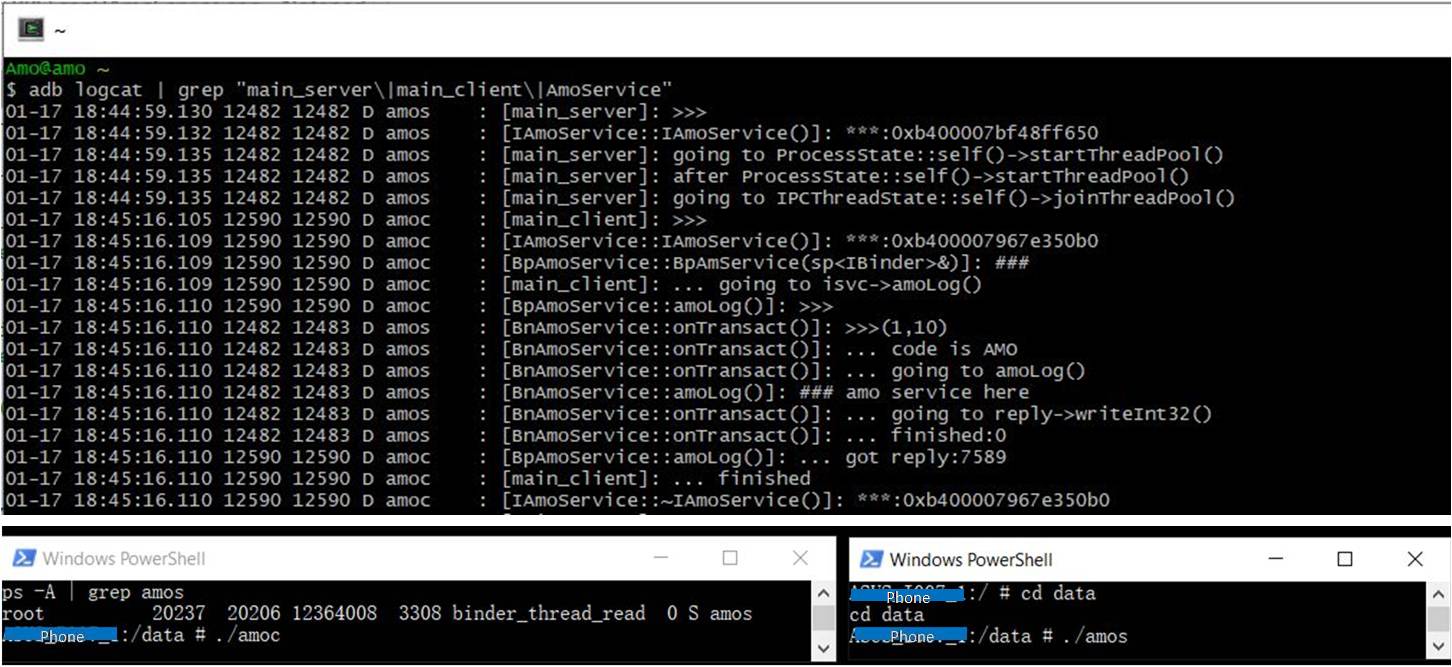 ~
Amo@amo ~
$ adb logcat | grep "main_server\|main_client\|AmoService"
01-17 18:44:59.130 12482 12482 D amos    : [main_server]: >>>
01-17 18:44:59.132 12482 12482 D amos    : [IAmoService::IAmoService()]: ***:0xb400007bf48ff650
01-17 18:44:59.135 12482 12482 D amos    : [main_server]: going to ProcessState::self()->startThreadPool()
01-17 18:44:59.135 12482 12482 D amos    : [main_server]: after ProcessState::self()->startThreadPool()
01-17 18:44:59.135 12482 12482 D amos    : [main_server]: going to IPCThreadState::self()->joinThreadPool()
01-17 18:45:16.105 12590 12590 D amoc    : [main_client]: >>>
01-17 18:45:16.109 12590 12590 D amoc    : [IAmoService::IAmoService()]: ***:0xb400007967e350b0
01-17 18:45:16.109 12590 12590 D amoc    : [BpAmoService::BpAmService(sp<IBinder>&)]: ###
01-17 18:45:16.109 12590 12590 D amoc    : [main_client]: ... going to isvc->amoLog()
01-17 18:45:16.110 12590 12590 D amoc    : [BpAmoService::amoLog()]: >>>
01-17 18:45:16.110 12482 12483 D amos    : [BnAmoService::onTransact()]: >>>(1,10)
01-17 18:45:16.110 12482 12483 D amos    : [BnAmoService::onTransact()]: ... code is AMO
01-17 18:45:16.110 12482 12483 D amos    : [BnAmoService::onTransact()]: ... going to amoLog()
01-17 18:45:16.110 12482 12483 D amos    : [BnAmoService::amoLog()]: ### amo service here
01-17 18:45:16.110 12482 12483 D amos    : [BnAmoService::onTransact()]: ... going to reply->writeInt32()
01-17 18:45:16.110 12482 12483 D amos    : [BnAmoService::onTransact()]: ... finished:0
01-17 18:45:16.110 12590 12590 D amoc    : [BpAmoService::amoLog()]: ... got reply:7589
01-17 18:45:16.110 12590 12590 D amoc    : [main_client]: ... finished
01-17 18:45:16.110 12590 12590 D amoc    : [IAmoService::~IAmoService()]: ***:0xb400007967e350b0
Windows PowerShell
ps -A | grep amos
root 20237 20206 12364008 3308 binder_thread_read 0 S amos
Phone :/data # ./amoc
Windows PowerShell
Phone :/ # cd data
cd data
Phone :/data # ./amos